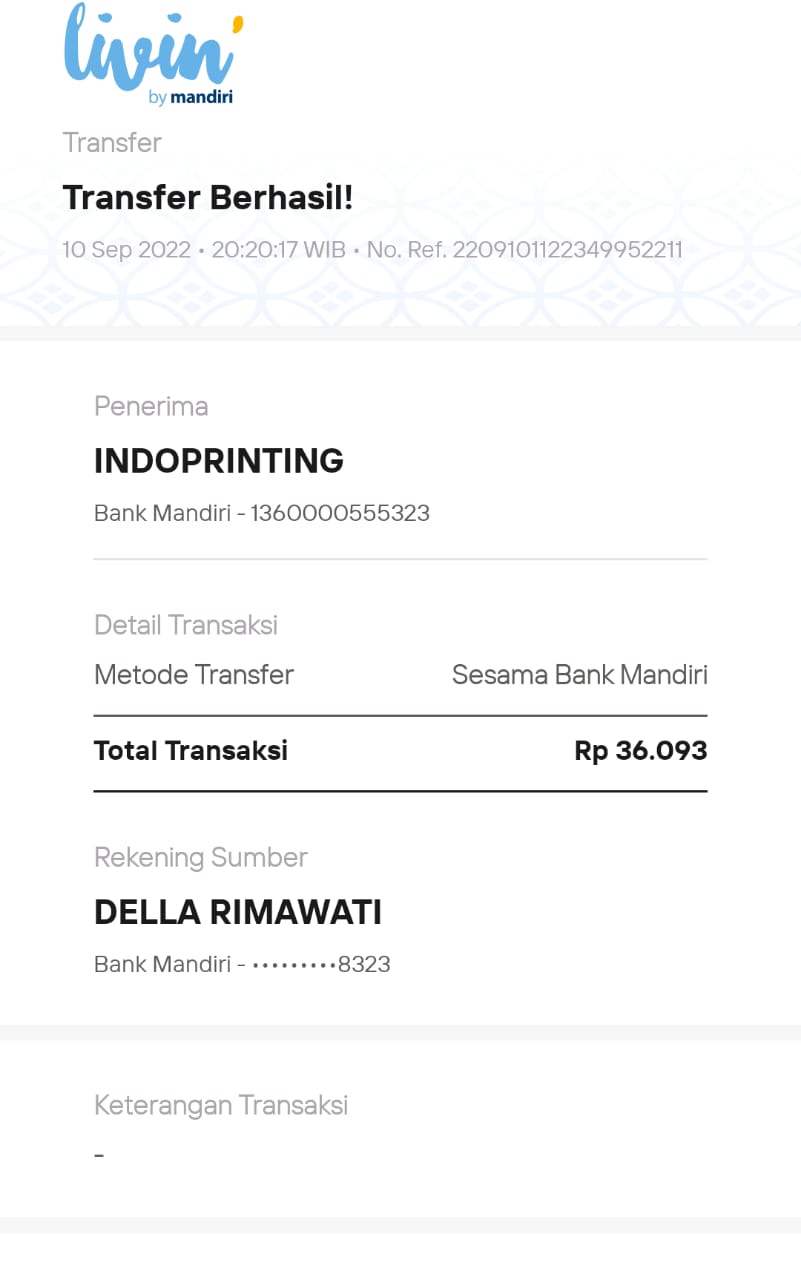 livin'
by mandiri
Transfer
Transfer Berhasil!
10 Sep 2022 • 20:20:17 WIB • No. Ref. 2209101122349952211
Penerima
INDOPRINTING
Bank Mandiri - 1360000555323
Detail Transaksi
Metode Transfer Sesama Bank Mandiri
Total Transaksi Rp 36.093
Rekening Sumber
DELLA RIMAWATI
Bank Mandiri - •••••••••8323
Keterangan Transaksi
-